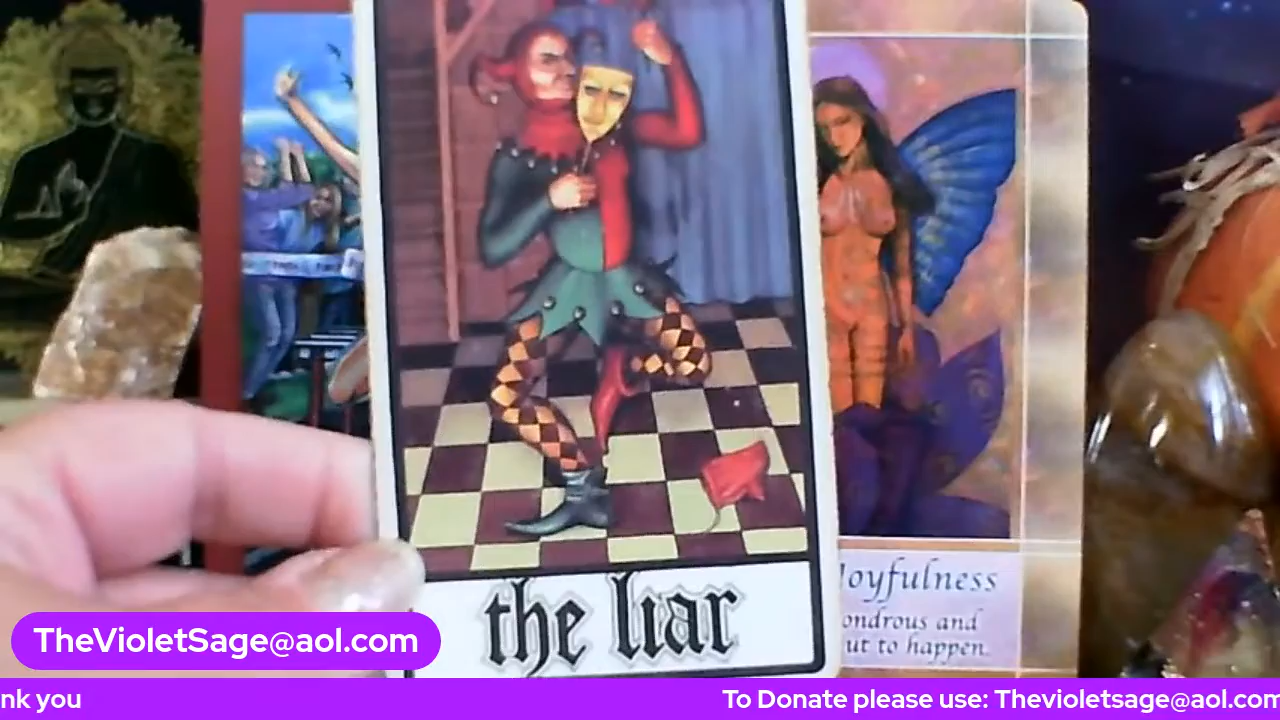 the liar
Joyfulness
ondrous and
ut to happen.
TheVioletSage@aol.com
nk you
To Donate please use: Thevioletsage@aol.com